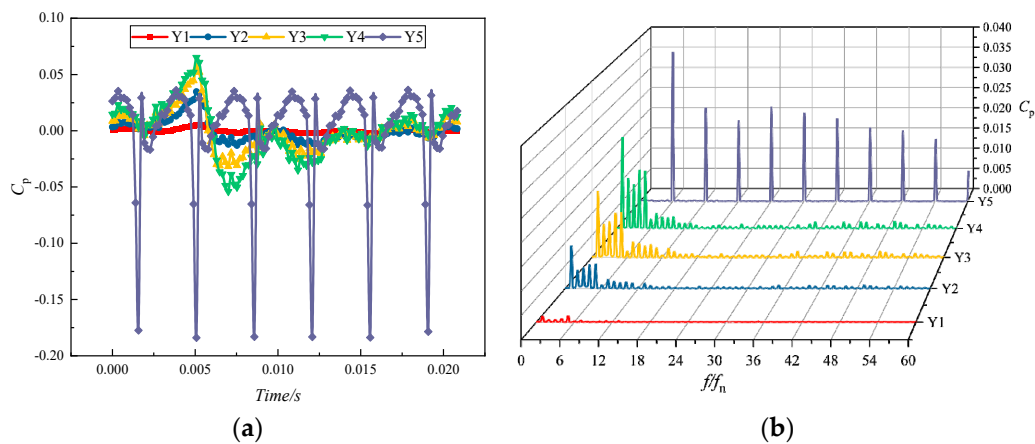 0.10
0.05
0.00
-0.05
-0.10
-0.15
-0.20
Cp
Y1 Y2 Y3 Y4 Y5
0.000 0.005 0.010 0.015 0.020
Time/s
(a)
0.040
0.035
0.030
0.025
0.020
0.015
0.010
0.005
0.000
Cp
Y5
Y4
Y3
Y2
Y1
0 6 12 18 24 30 36 42 48 54 60
f/fn
(b)